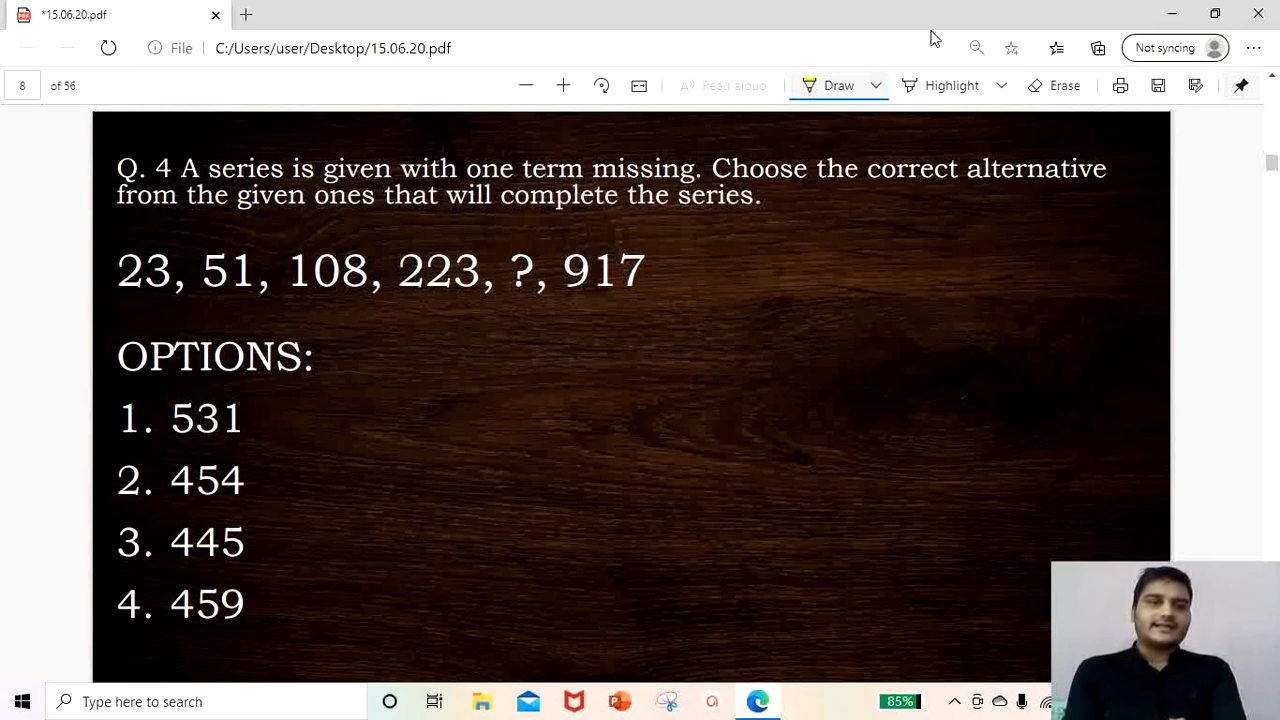 *15.06.20.pdf
File
C:/Users/user/Desktop/15.06.20.pdf
Not syncing
8 of 56
Read aloud
Draw
Highlight
Erase
Q. 4 A series is given with one term missing. Choose the correct alternative
from the given ones that will complete the series.
23, 51, 108, 223, ?, 917
OPTIONS:
1. 531
2. 454
3. 445
4. 459
Type here to search
85%